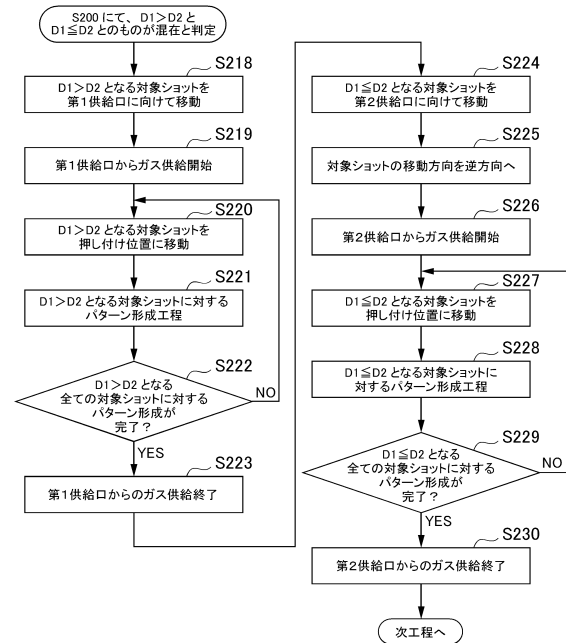 S200にて、D1>D2と
D1≦D2とのものが混在と判定
S218
D1>D2となる対象ショットを
第1供給口に向けて移動
S219
第1供給口からガス供給開始
S220
D1>D2となる対象ショットを
押し付け位置に移動
S221
D1>D2となる対象ショットに対する
パターン形成工程
S222
D1>D2となる
全ての対象ショットに対する
パターン形成が
完了?
NO
YES
S223
第1供給口からのガス供給終了
S224
D1≦D2となる対象ショットを
第2供給口に向けて移動
S225
対象ショットの移動方向を逆方向へ
S226
第2供給口からガス供給開始
S227
D1≦D2となる対象ショットを
押し付け位置に移動
S228
D1≦D2となる対象ショットに
対するパターン形成工程
S229
D1≦D2となる
全ての対象ショットに対する
パターン形成が
完了?
NO
YES
S230
第2供給口からのガス供給終了
次工程へ